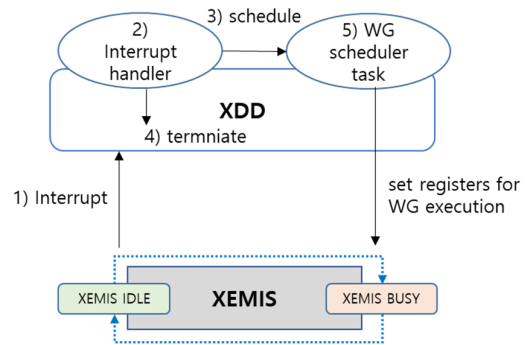 3) schedule
2)
Interrupt
handler
5) WG
scheduler
task
XDD
4) termniate
1) Interrupt
set registers for
WG execution
XEMIS IDLE
XEMIS
XEMIS BUSY